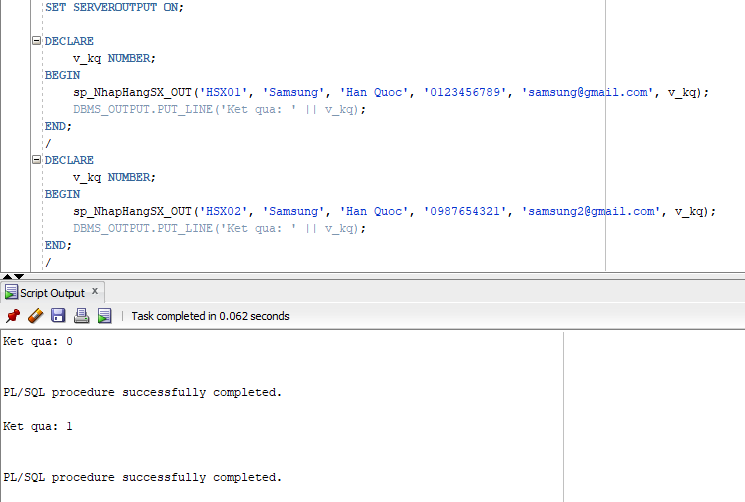 SET SERVEROUTPUT ON;
DECLARE
v_kq NUMBER;
BEGIN
sp_NhapHangSX_OUT('HSX01', 'Samsung', 'Han Quoc', '0123456789', 'samsung@gmail.com', v_kq);
DBMS_OUTPUT.PUT_LINE('Ket qua: ' || v_kq);
END;
/
DECLARE
v_kq NUMBER;
BEGIN
sp_NhapHangSX_OUT('HSX02', 'Samsung', 'Han Quoc', '0987654321', 'samsung2@gmail.com', v_kq);
DBMS_OUTPUT.PUT_LINE('Ket qua: ' || v_kq);
END;
/
Script Output x
Task completed in 0.062 seconds
Ket qua: 0
PL/SQL procedure successfully completed.
Ket qua: 1
PL/SQL procedure successfully completed.